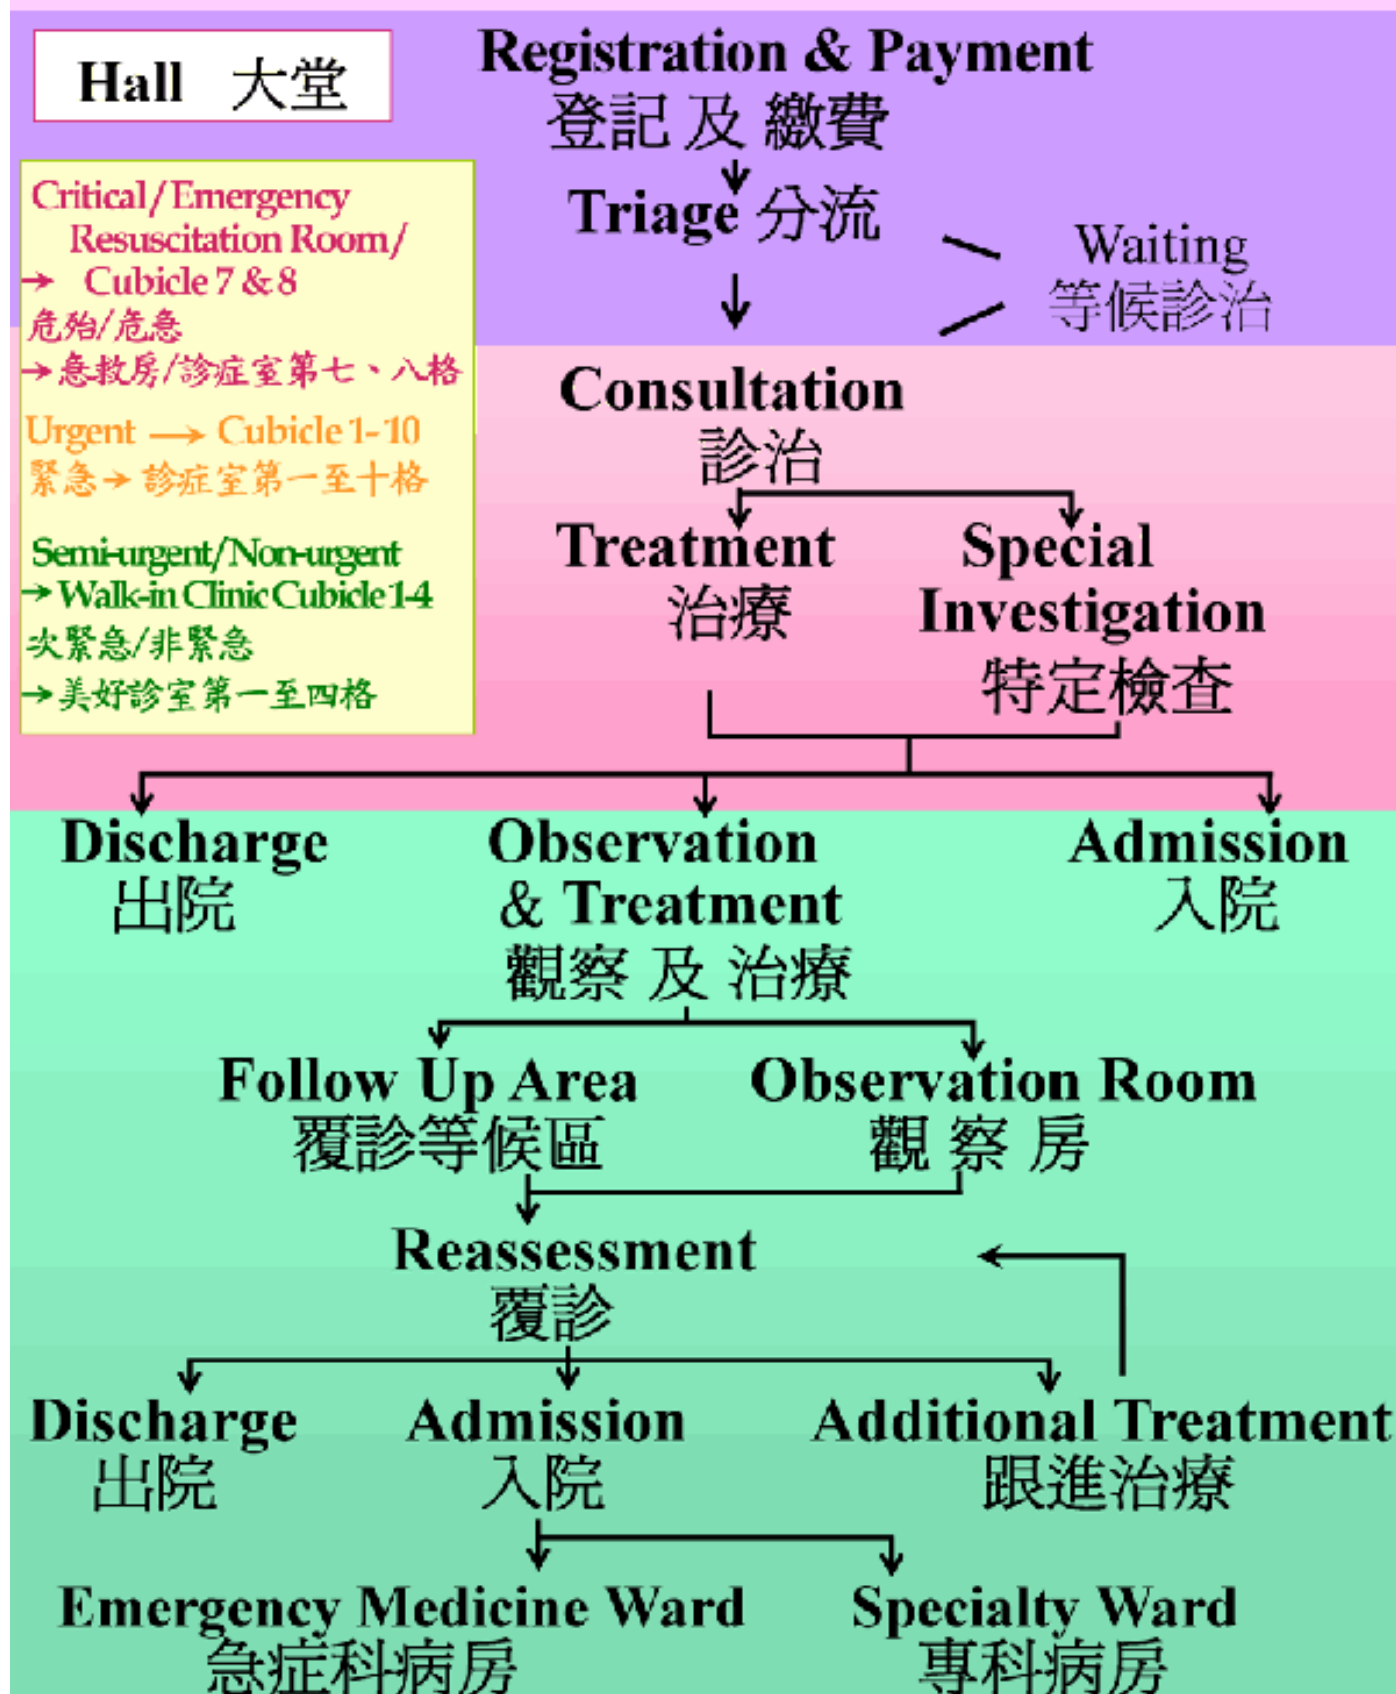 Hall 大堂
Registration & Payment
登記 及 繳費
Triage 分流
Waiting
等候診治
Critical/Emergency
Resuscitation Room/
→ Cubicle 7 & 8
危殆/危急
→急救房/診症室第七、八格
Urgent → Cubicle 1-10
緊急→診症室第一至十格
Semi-urgent/Non-urgent
→Walk-in Clinic Cubicle 1-4
次緊急/非緊急
→美好診室第一至四格
Consultation
診治
Treatment
治療
Special
Investigation
特定檢查
Discharge
出院
Observation
& Treatment
觀察 及 治療
Admission
入院
Follow Up Area
覆診等候區
Observation Room
觀 察 房
Reassessment
覆診
Discharge
出院
Admission
入院
Additional Treatment
跟進治療
Emergency Medicine Ward
急症科病房
Specialty Ward
專科病房